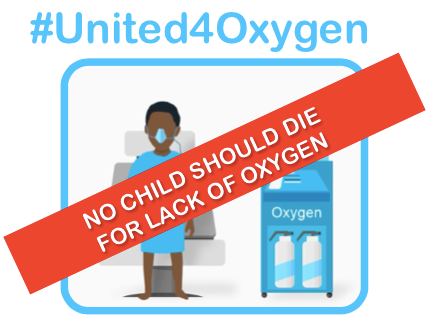 #United4Oxygen
NO CHILD SHOULD DIE
FOR LACK OF OXYGEN
Oxygen